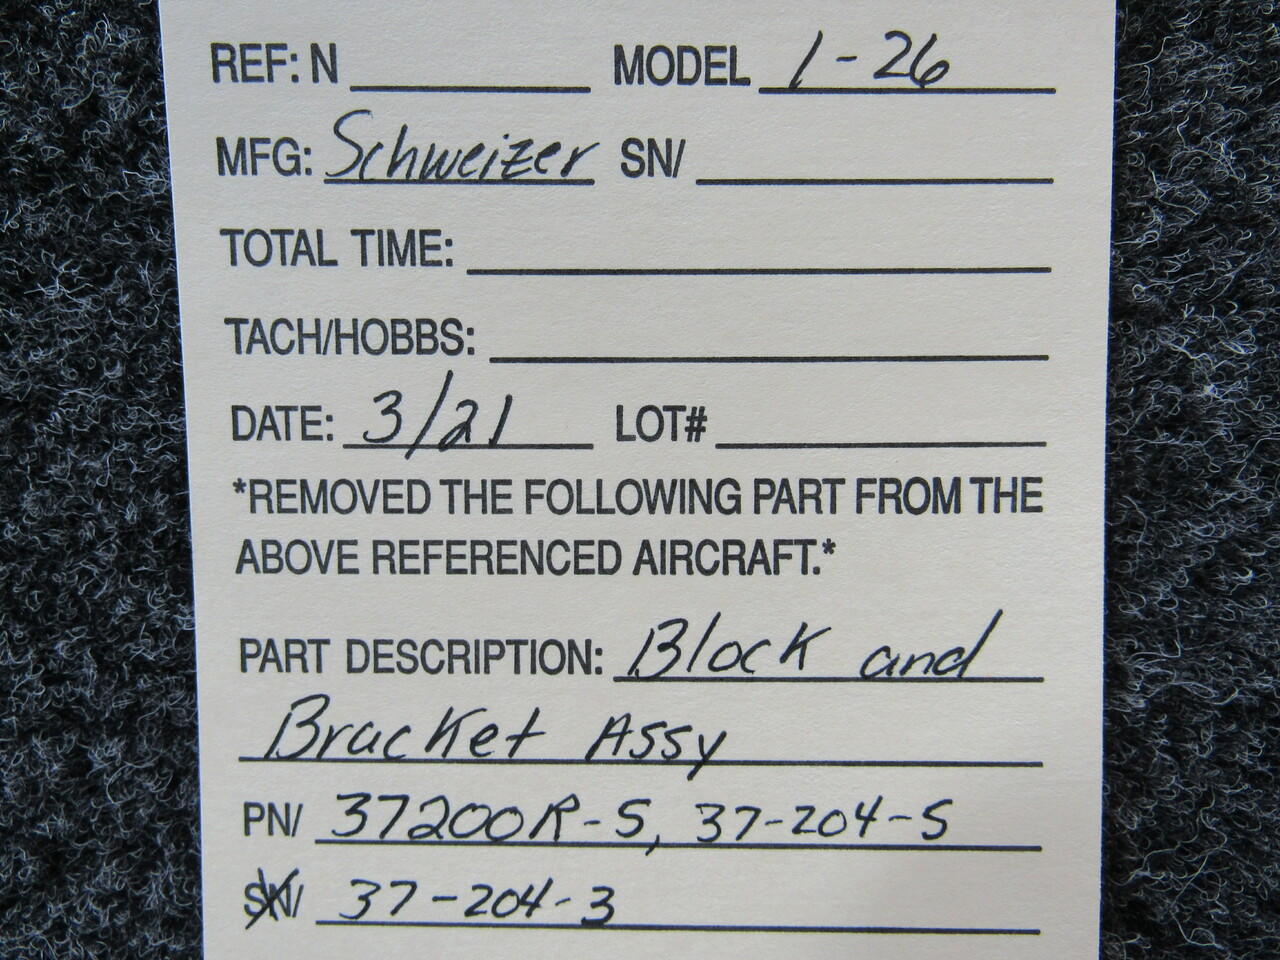 REF: N MODEL 1-26
MFG: Schweizer SN/
TOTAL TIME:
TACH/HOBBS:
DATE: 3/21 LOT#
*REMOVED THE FOLLOWING PART FROM THE
ABOVE REFERENCED AIRCRAFT.*
PART DESCRIPTION: Block and
Bracket Assy
PN/ 37200R-5, 37-204-5
SN/ 37-204-3